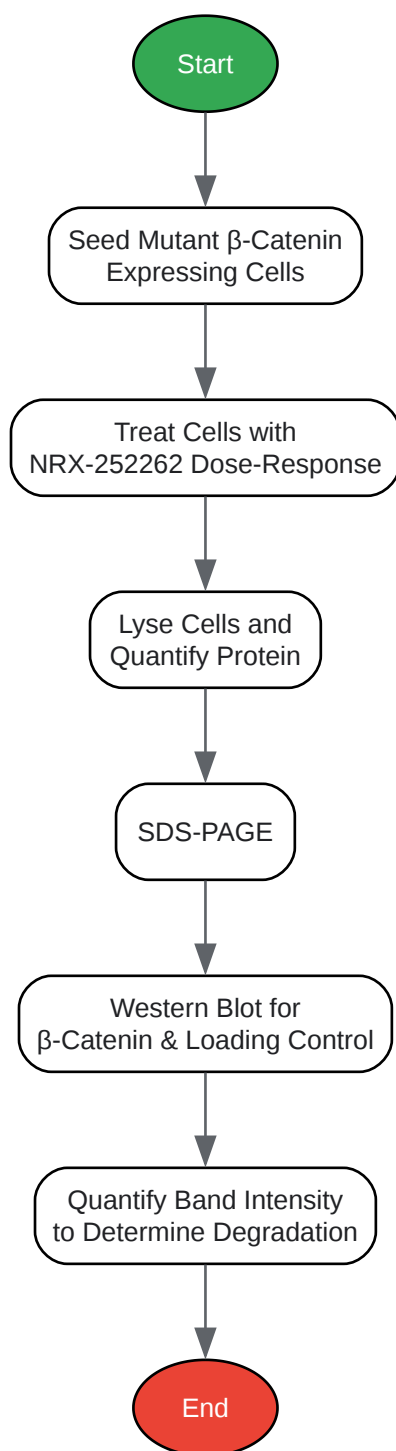 Start
Seed Mutant β-Catenin
Expressing Cells
Treat Cells with
NRX-252262 Dose-Response
Lyse Cells and
Quantify Protein
SDS-PAGE
Western Blot for
β-Catenin & Loading Control
Quantify Band Intensity
to Determine Degradation
End